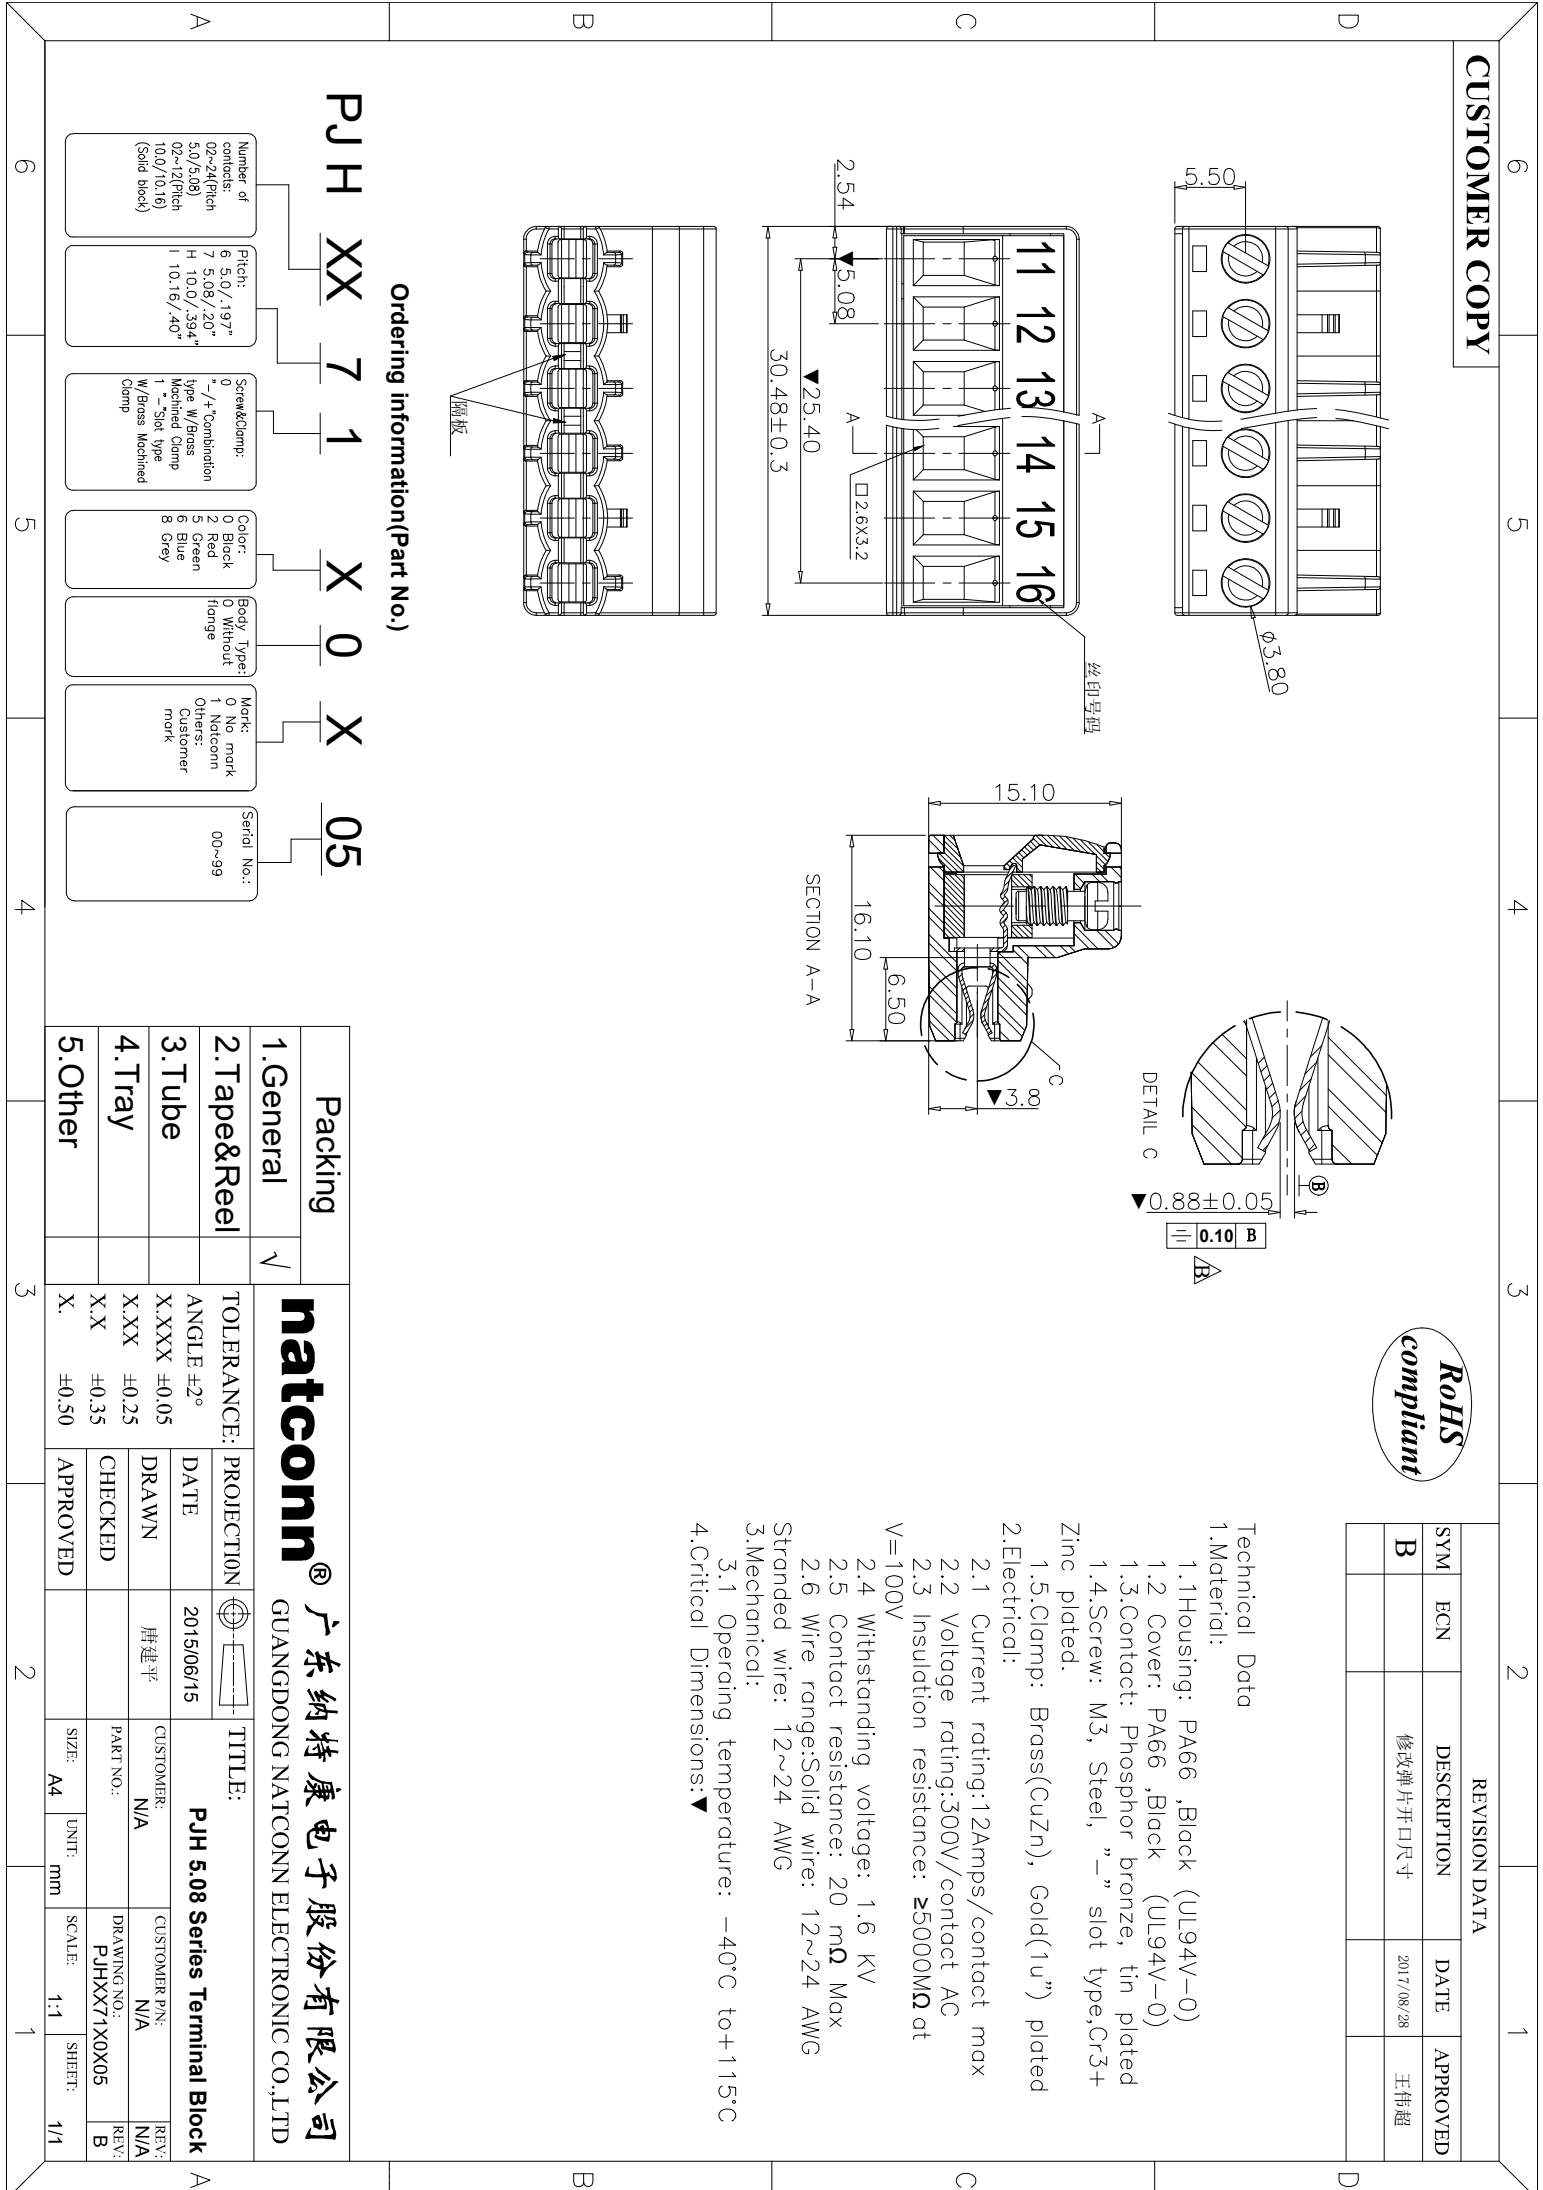 CUSTOMER COPY
6
5
4
3
2
1
D
C
B
A
5.50
ø3.80
11 12 13 14 15 16
丝印号码
A
A
□2.6X3.2
2.54
▼5.08
▼25.40
30.48±0.3
隔板
15.10
16.10
6.50
▼3.8
C
SECTION A-A
DETAIL C
B
▼0.88±0.05
0.10 B
B
RoHS
compliant
REVISION DATA
SYM ECN DESCRIPTION DATE APPROVED
B 修改弹片开口尺寸 2017/08/28 王伟超
Technical Data
1.Material:
1.1Housing: PA66 ,Black (UL94V-0)
1.2 Cover: PA66 ,Black (UL94V-0)
1.3.Contact: Phosphor bronze, tin plated
1.4.Screw: M3, Steel, "-" slot type,Cr3+
Zinc plated.
1.5.Clamp: Brass(CuZn), Gold(1u") plated
2.Electrical:
2.1 Current rating:12Amps/contact max
2.2 Voltage rating:300V/contact AC
2.3 Insulation resistance: ≥5000MΩ at
V=100V
2.4 Withstanding voltage: 1.6 KV
2.5 Contact resistance: 20 mΩ Max
2.6 Wire range:Solid wire: 12~24 AWG
Stranded wire: 12~24 AWG
3.Mechanical:
3.1 Operaing temperature: -40°C to+115°C
4.Critical Dimensions:▼
Ordering information(Part No.)
PJ H XX 7 1 X 0 X 05
Number of
contacts:
02~24(Pitch
5.0/5.08)
02~12(Pitch
10.0/10.16)
(Solid block)
Pitch:
6 5.0/.197"
7 5.08/.20"
H 10.0/.394"
I 10.16/.40"
Screw&Clamp:
0
"-/+"Combination
type W/Brass
Machined Clamp
1 "-"Slot type
W/Brass Machined
Clamp
Color:
0 Black
2 Red
5 Green
6 Blue
8 Grey
Body Type:
0 Without
flange
Mark:
0 No mark
1 Natconn
Others:
Customer
mark
Serial No.:
00~99
Packing
1.General √
2.Tape&Reel
3.Tube
4.Tray
5.Other
natconn® 广东纳特康电子股份有限公司
GUANGDONG NATCONN ELECTRONIC CO.,LTD
TOLERANCE:
ANGLE ±2°
X.XXX ±0.05
X.XX ±0.25
X.X ±0.35
X. ±0.50
PROJECTION
DATE 2015/06/15
DRAWN 唐建平
CHECKED
APPROVED
TITLE:
PJH 5.08 Series Terminal Block
CUSTOMER:
N/A
CUSTOMER P/N:
N/A
REV:
N/A
PART NO.:
DRAWING NO.:
PJHXX71X0X05
REV:
B
SIZE: A4
UNIT: mm
SCALE: 1:1
SHEET: 1/1
6
5
4
3
2
1
D
C
B
A